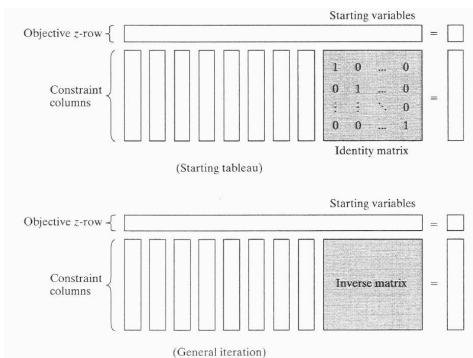 Starting variables
Objective z-row { =
Constraint
columns
1 0 ... 0
0 1 ... 0
⋮ ⋮ ⋱ 0
0 0 ... 1
=
Identity matrix
(Starting tableau)
Starting variables
Objective z-row { =
Constraint
columns
Inverse matrix =
(General iteration)